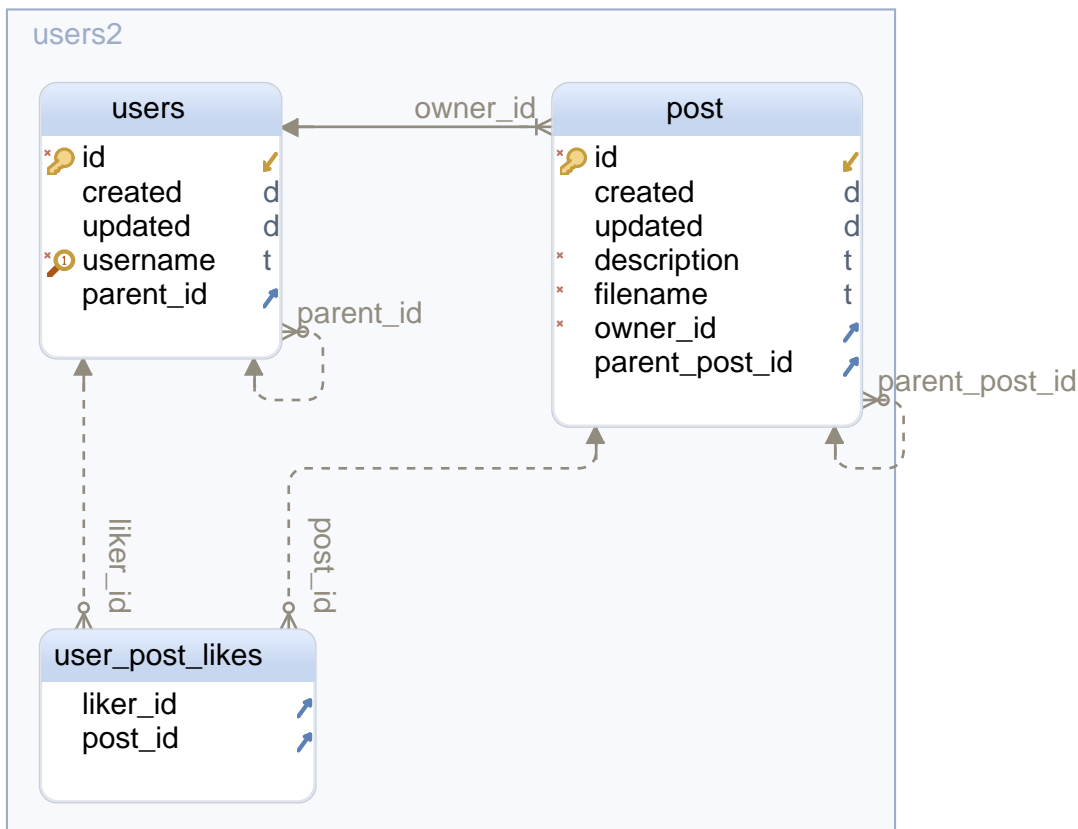 users2
users
id
created d
updated d
1 username t
parent_id
parent_id
owner_id
post
id
created d
updated d
description t
filename t
owner_id
parent_post_id
parent_post_id
liker_id
post_id
user_post_likes
liker_id
post_id